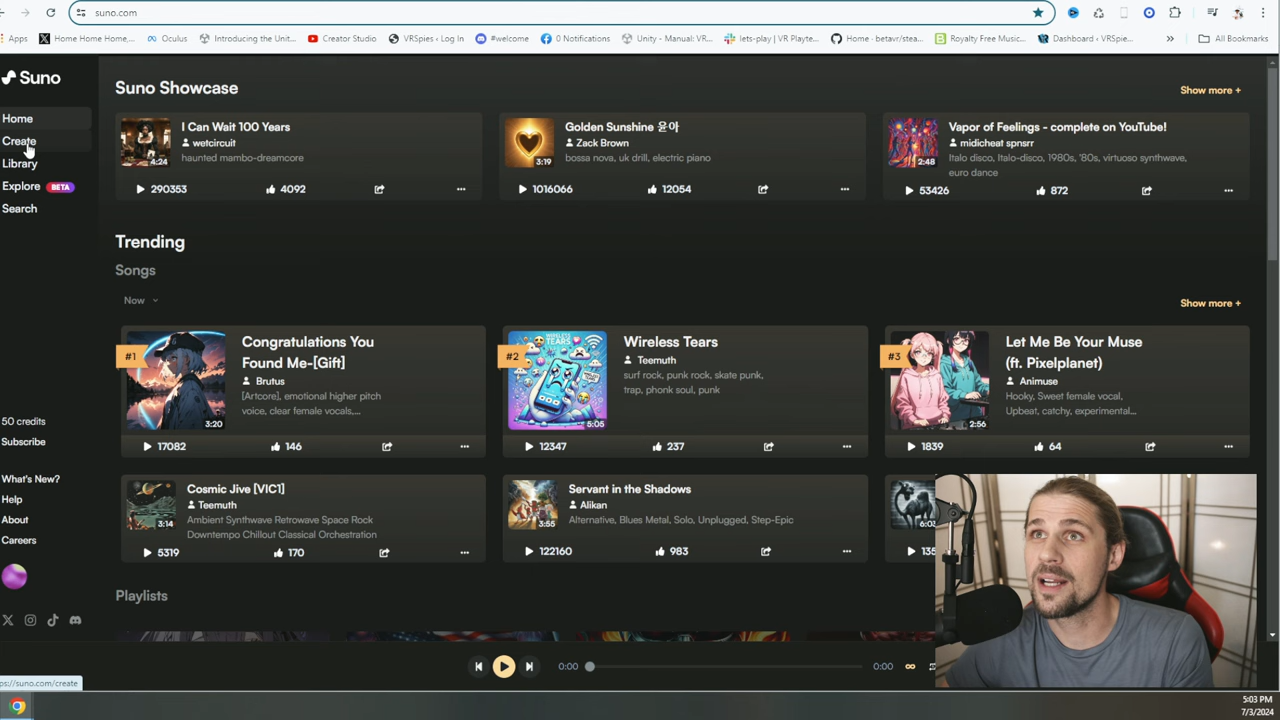 suno.com
Apps
Home Home Home,...
Oculus
Introducing the Unit...
Creator Studio
VRSpies ‹ Log In
#welcome
0 Notifications
Unity - Manual: VR...
lets-play | VR Playte...
Home · betavr/stea...
Royalty Free Music...
Dashboard ‹ VRSpie...
»
All Bookmarks
Suno
Home
Create
Library
Explore BETA
Search
50 credits
Subscribe
What's New?
Help
About
Careers
ps://suno.com/create
Suno Showcase
Show more +
4:24
I Can Wait 100 Years
wetcircuit
haunted mambo-dreamcore
290353
4092
3:19
Golden Sunshine 윤아
Zack Brown
bossa nova, uk drill, electric piano
1016066
12054
2:48
Vapor of Feelings - complete on YouTube!
midicheat spnsrr
Italo disco, Italo-disco, 1980s, '80s, virtuoso synthwave,
euro dance
53426
872
Trending
Songs
Now
Show more +
#1
3:20
Congratulations You
Found Me-[Gift]
Brutus
[Artcore], emotional higher pitch
voice, clear female vocals,...
17082
146
#2
WIRELESS
TEARS
5:05
Wireless Tears
Teemuth
surf rock, punk rock, skate punk,
trap, phonk soul, punk
12347
237
#3
2:56
Let Me Be Your Muse
(ft. Pixelplanet)
Animuse
Hooky, Sweet female vocal,
Upbeat, catchy, experimental...
1839
64
3:14
Cosmic Jive [VIC1]
Teemuth
Ambient Synthwave Retrowave Space Rock
Downtempo Chillout Classical Orchestration
5319
170
3:55
Servant in the Shadows
Alikan
Alternative, Blues Metal, Solo, Unplugged, Step-Epic
122160
983
6:03
135
Playlists
0:00
0:00
5:03 PM
7/3/2024